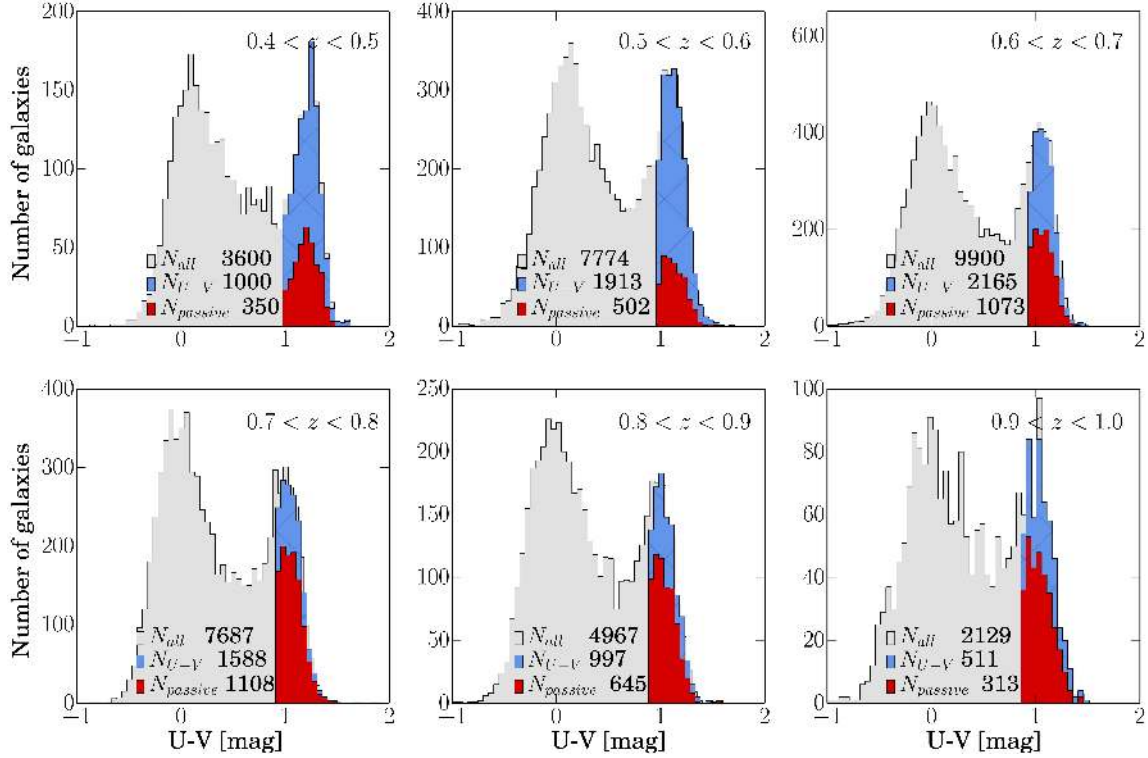 200
150
100
50
0
Number of galaxies
0.4 < z < 0.5
N_all 3600
N_U−V 1000
N_passive 350
−1 0 1 2
400
300
200
100
0
0.5 < z < 0.6
N_all 7774
N_U−V 1913
N_passive 502
−1 0 1 2
600
400
200
0
0.6 < z < 0.7
N_all 9900
N_U−V 2165
N_passive 1073
−1 0 1 2
400
300
200
100
0
Number of galaxies
0.7 < z < 0.8
N_all 7687
N_U−V 1588
N_passive 1108
−1 0 1 2
U-V [mag]
250
200
150
100
50
0
0.8 < z < 0.9
N_all 4967
N_U−V 997
N_passive 645
−1 0 1 2
U-V [mag]
100
80
60
40
20
0
0.9 < z < 1.0
N_all 2129
N_U−V 511
N_passive 313
−1 0 1 2
U-V [mag]